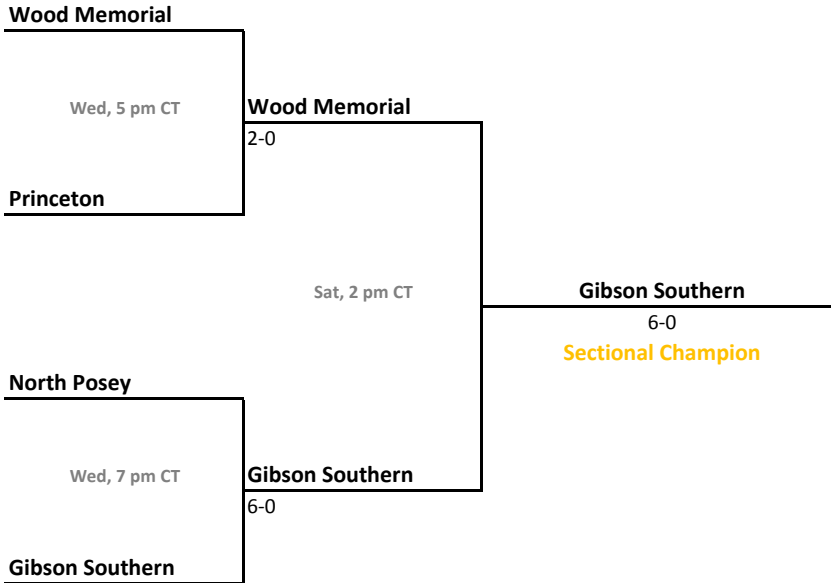 Wood Memorial
Wed, 5 pm CT
Wood Memorial
2-0
Princeton
Sat, 2 pm CT
Gibson Southern
6-0
Sectional Champion
North Posey
Wed, 7 pm CT
Gibson Southern
6-0
Gibson Southern